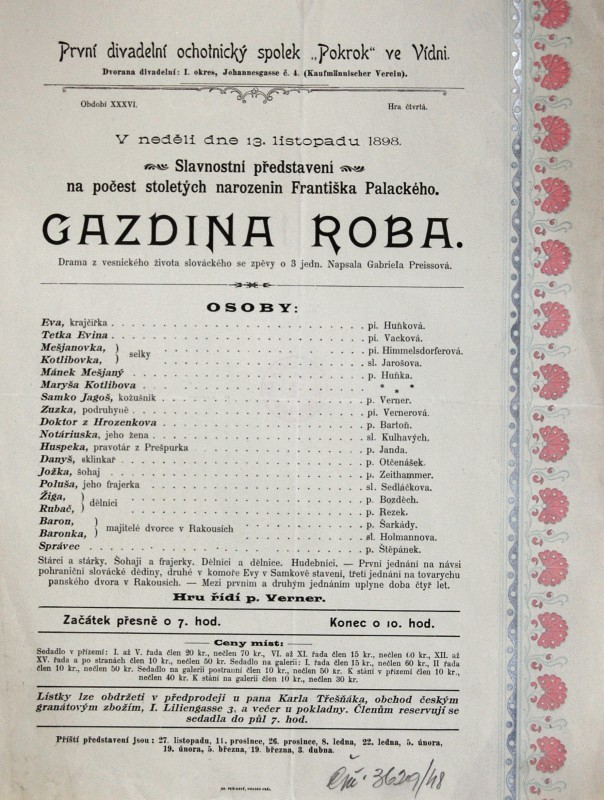 První divadelní ochotnický spolek „Pokrok“ ve Vídni.
Dvorana divadelní: I. okres, Johannesgasse č. 4. (Kaufmännischer Verein).
Období XXXVI.
Hra čtvrtá.
V neděli dne 13. listopadu 1898.
Slavnostní představení
na počest stoletých narozenin Františka Palackého.
GAZDINA ROBA.
Drama z vesnického života slováckého se zpěvy o 3 jedn. Napsala Gabriela Preissová.
OSOBY:
Eva, krajčířka . . . pí. Huňková.
Tetka Evina . . . pí. Vacková.
Mešjanovka, ) selky . . . pí. Himmelsdorferová.
Kotlibovka, ) . . . sl. Jarošova.
Mánek Mešjaný . . . p. Huňka.
Maryša Kotlibova . . . * * *
Samko Jagoš, kožušník . . . p. Verner.
Zuzka, podruhyně . . . pí. Vernerová.
Doktor z Hrozenkova . . . p. Bartoň.
Notáriuska, jeho žena . . . sl. Kulhavých.
Huspeka, pravotár z Prešpurka . . . p. Janda.
Danyš, sklinkař . . . p. Otčenášek.
Jožka, šohaj . . . p. Zeithammer.
Poluša, jeho frajerka . . . sl. Sedláčkova.
Žiga, ) dělníci . . . p. Bozděch.
Rubač, ) . . . p. Rezek.
Baron, ) majitelé dvorce v Rakousích . . . p. Šarkády.
Baronka, ) . . . sl. Holmannova.
Správec . . . p. Štěpánek.
Stárci a stárky. Šohaji a frajerky. Dělníci a dělnice. Hudebníci. — První jednání na návsi
pohraniční slovácké dědiny, druhé v komoře Evy v Samkově stavení, třetí jednání na tovarychu
panského dvora v Rakousích. — Mezi prvním a druhým jednáním uplyne doba čtyř let.
Hru řídí p. Verner.
Začátek přesně o 7. hod.
Konec o 10. hod.
Ceny míst:
Sedadlo v přízemí: I. až V. řada člen 20 kr., nečlen 70 kr., VI. až XI. řada člen 15 kr., nečlen 60 kr., XII. až
XV. řada a po stranách člen 10 kr., nečlen 50 kr. Sedadlo na galerii: I. řada člen 15 kr., nečlen 60 kr., II řada
člen 10 kr., nečlen 50 kr. Sedadlo na galerii postranní člen 10 kr., nečlen 50 kr. K stání v přízemí člen 10 kr.,
nečlen 40 kr. K stání na galerii člen 10 kr., nečlen 30 kr.
Lístky lze obdržeti v předprodeji u pana Karla Třešňáka, obchod českým
granátovým zbožím, I. Liliengasse 3, a večer u pokladny. Členům reservují se
sedadla do půl 7. hod.
Příští představení jsou: 27. listopadu, 11. prosince, 26. prosince, 8. ledna, 22. ledna, 5. února,
19. února, 5. března, 19. března, 3. dubna.